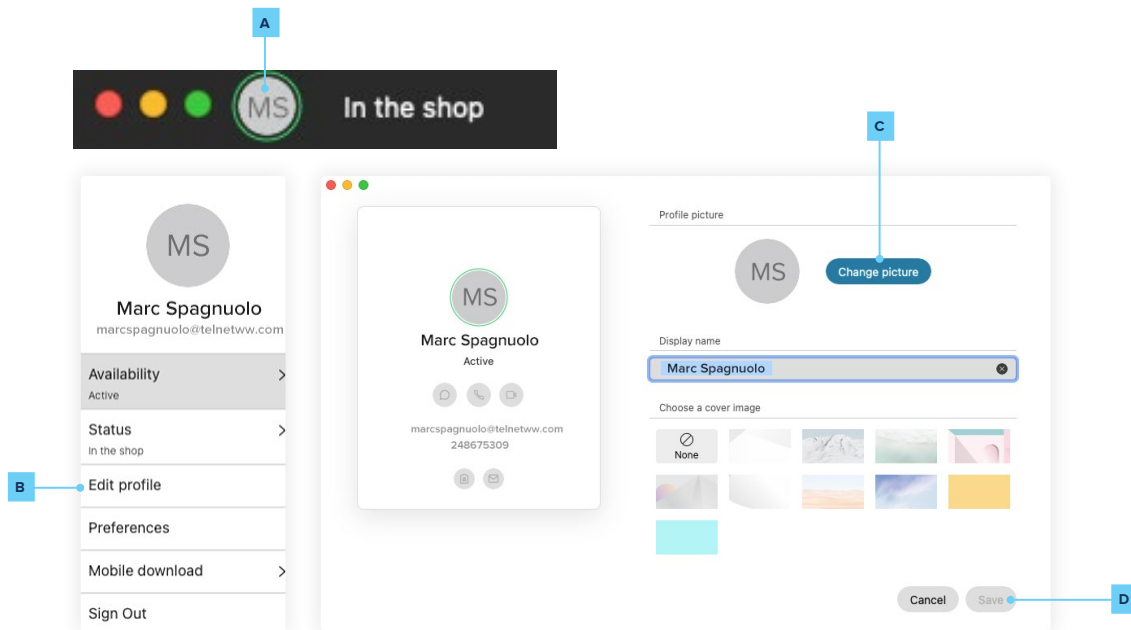 A
MS
In the shop
C
MS
Marc Spagnuolo
marcspagnuolo@telnetww.com
Availability
Active
Status
In the shop
B
Edit profile
Preferences
Mobile download
Sign Out
MS
Marc Spagnuolo
Active
marcspagnuolo@telnetww.com
248675309
Profile picture
MS
Change picture
Display name
Marc Spagnuolo
Choose a cover image
None
Cancel
Save
D